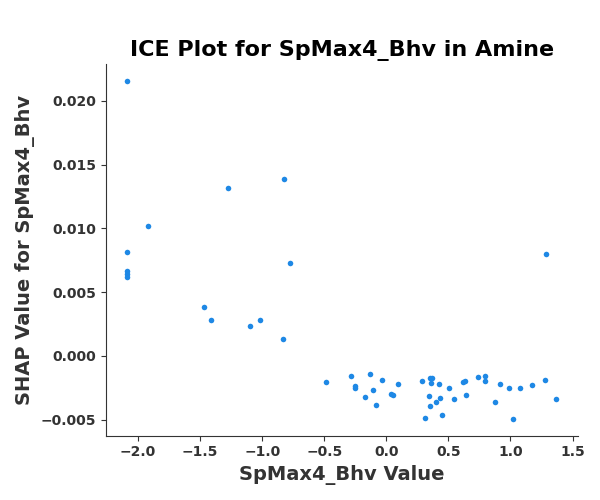 ICE Plot for SpMax4_Bhv in Amine
SHAP Value for SpMax4_Bhv
0.020
0.015
0.010
0.005
0.000
−0.005
−2.0 −1.5 −1.0 −0.5 0.0 0.5 1.0 1.5
SpMax4_Bhv Value